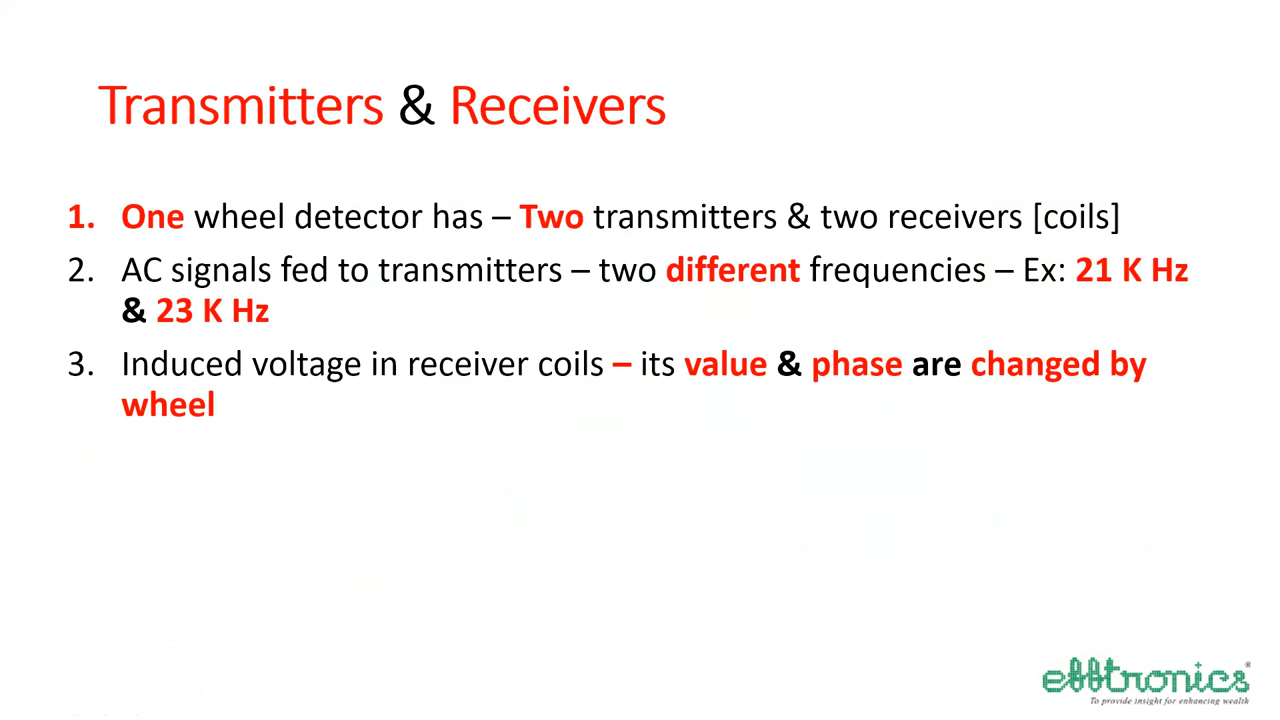 Transmitters & Receivers
1. One wheel detector has – Two transmitters & two receivers [coils]
2. AC signals fed to transmitters – two different frequencies – Ex: 21 K Hz
& 23 K Hz
3. Induced voltage in receiver coils – its value & phase are changed by
wheel
efftronics®
To provide insight for enhancing wealth